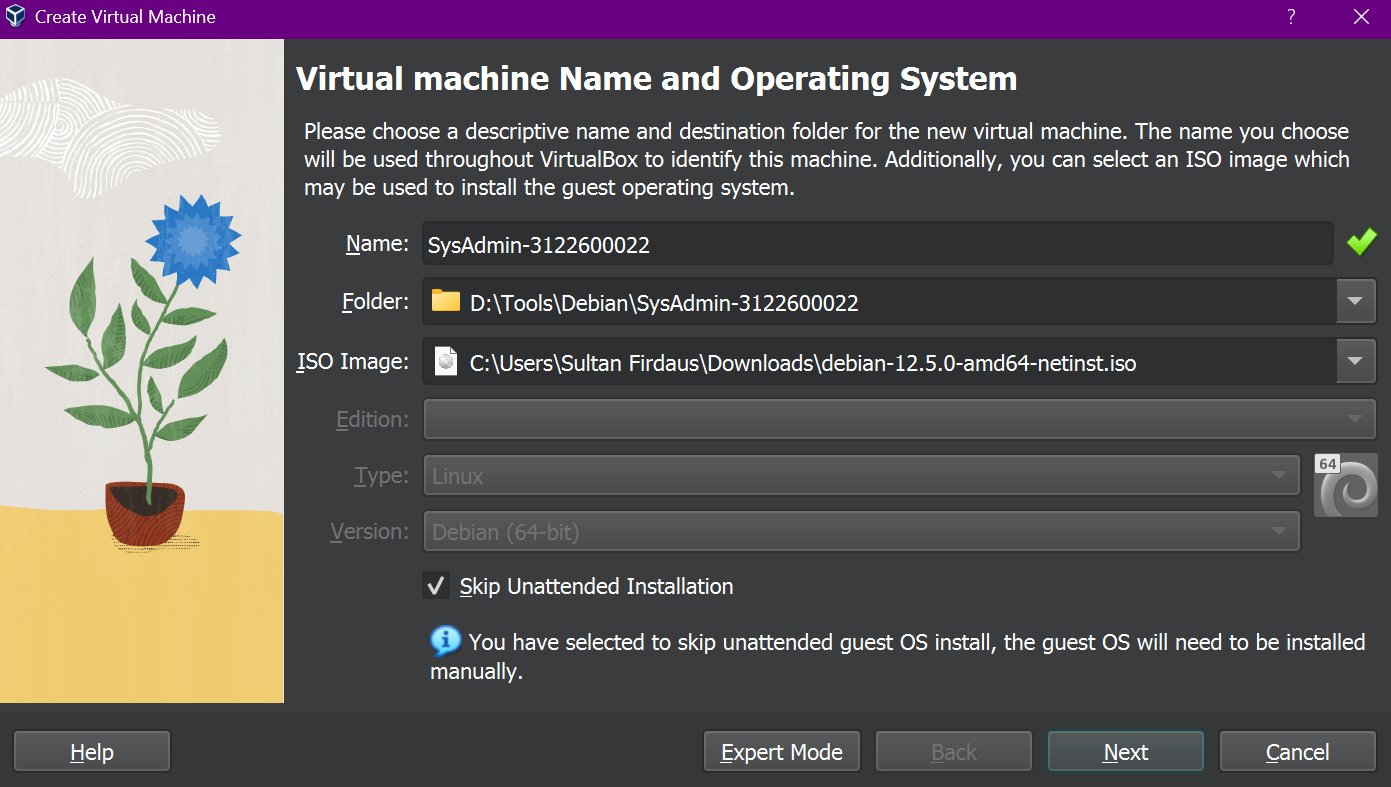 Create Virtual Machine
?
Virtual machine Name and Operating System
Please choose a descriptive name and destination folder for the new virtual machine. The name you choose
will be used throughout VirtualBox to identify this machine. Additionally, you can select an ISO image which
may be used to install the guest operating system.
Name: SysAdmin-3122600022
Folder: D:\Tools\Debian\SysAdmin-3122600022
ISO Image: C:\Users\Sultan Firdaus\Downloads\debian-12.5.0-amd64-netinst.iso
Edition:
Type: Linux
64
Version: Debian (64-bit)
Skip Unattended Installation
You have selected to skip unattended guest OS install, the guest OS will need to be installed
manually.
Help Expert Mode Back Next Cancel